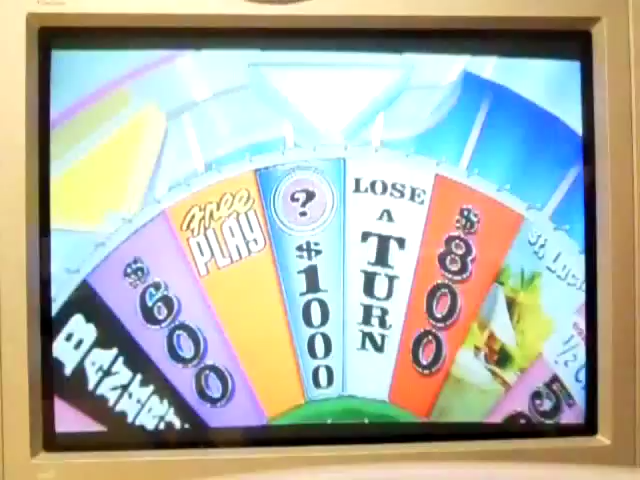 BANKRUPT
$600
Free
PLAY
?
$1000
LOSE
A
TURN
$800
1/2 C